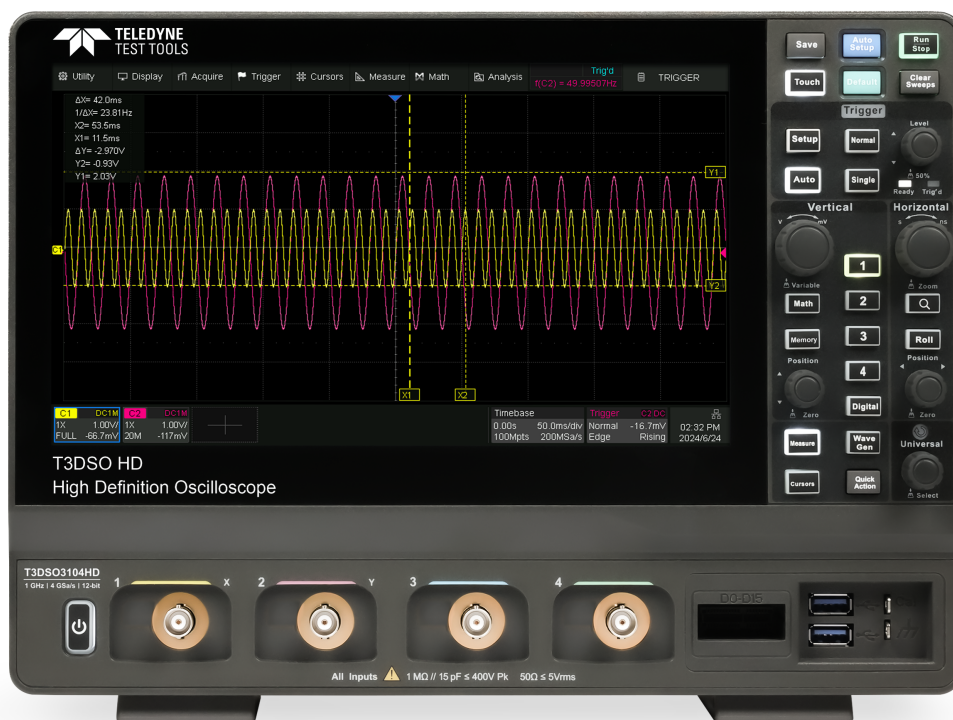 TELEDYNE
TEST TOOLS
Utility Display Acquire Trigger Cursors Measure Math Analysis Trig'd TRIGGER
f(C2) = 49.99507Hz
ΔX= 42.0ms
1/ΔX= 23.81Hz
X2= 53.5ms
X1= 11.5ms
ΔY= -2.970V
Y2= -0.93V
Y1= 2.03V
Y1
C1
Y2
X1 X2
C1 DC1M C2 DC1M
1X 1.00V/ 1X 1.00V/
FULL -66.7mV 20M -117mV
Timebase Trigger C2 DC
0.00s 50.0ms/div Normal -16.7mV 02:32 PM
100Mpts 200MSa/s Edge Rising 2024/6/24
T3DSO HD
High Definition Oscilloscope
Save Auto Setup Run Stop
Touch Default Clear Sweeps
Trigger
Level
Setup Normal
50%
Auto Single
Ready Trig'd
Vertical Horizontal
V mV s ns
1
Variable Zoom
Math 2
Memory 3 Roll
Position 4 Position
Zero Digital Zero
Measure Wave Gen Universal
Cursors Quick Action
Select
T3DSO3104HD
1 GHz | 4 GSa/s | 12-bit
1 X 2 Y 3 4
D0-D15
All Inputs 1 MΩ // 15 pF ≤ 400V Pk 50Ω ≤ 5Vrms